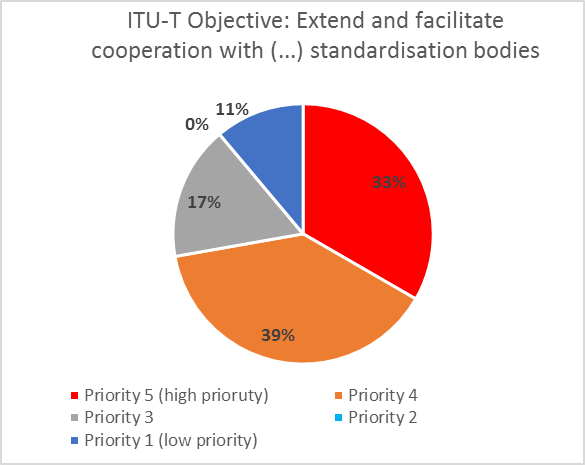 ITU-T Objective: Extend and facilitate
cooperation with (...) standardisation bodies
11%
0%
33%
17%
39%
Priority 5 (high prioruty)
Priority 4
Priority 3
Priority 2
Priority 1 (low priority)